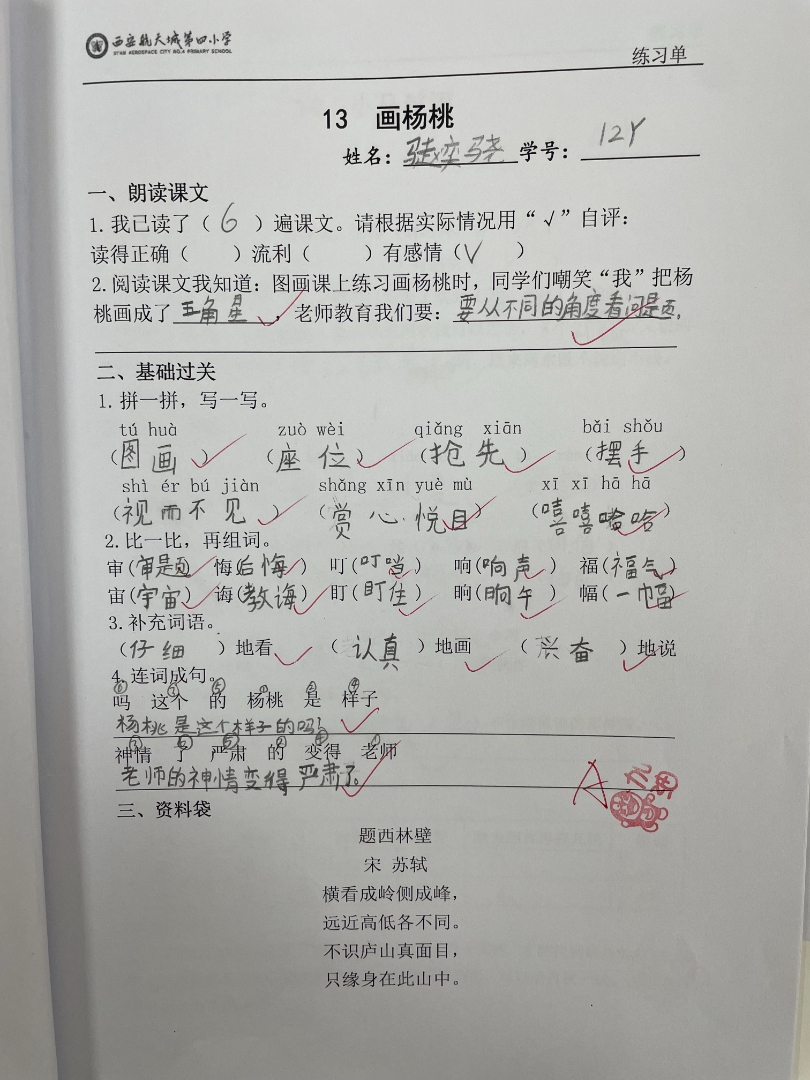 西安航天城第四小学
XI'AN AEROSPACE CITY NO.4 PRIMARY SCHOOL
练习单
13 画杨桃
姓名： 学号：12
一、朗读课文
1. 我已读了（ 6 ）遍课文。请根据实际情况用“√”自评：
读得正确（ ）流利（ ）有感情（√ ）
2. 阅读课文我知道：图画课上练习画杨桃时，同学们嘲笑“我”把杨
桃画成了 五角星 ，老师教育我们要：要从不同的角度看问题。
二、基础过关
1. 拼一拼，写一写。
tú huà zuò wèi qiǎng xiān bǎi shǒu
（图画）（座位）（抢先）（摆手）
shì ér bú jiàn shǎng xīn yuè mù xī xī hā hā
（视而不见）（赏心悦目）（嘻嘻哈哈）
2. 比一比，再组词。
审(审题) 悔(后悔) 叮(叮当) 响(响声) 福(福气)
宙(宇宙) 诲(教诲) 盯(盯住) 晌(晌午) 幅(一幅)
3. 补充词语。
（仔细 ）地看 （ 认真 ）地画 （ 兴奋 ）地说
4. 连词成句。
吗 这个 的 杨桃 是 样子
杨桃是这个样子的吗？
神情 了 严肃 的 变得 老师
老师的神情变得严肃了。
A
三、资料袋
题西林壁
宋 苏轼
横看成岭侧成峰，
远近高低各不同。
不识庐山真面目，
只缘身在此山中。